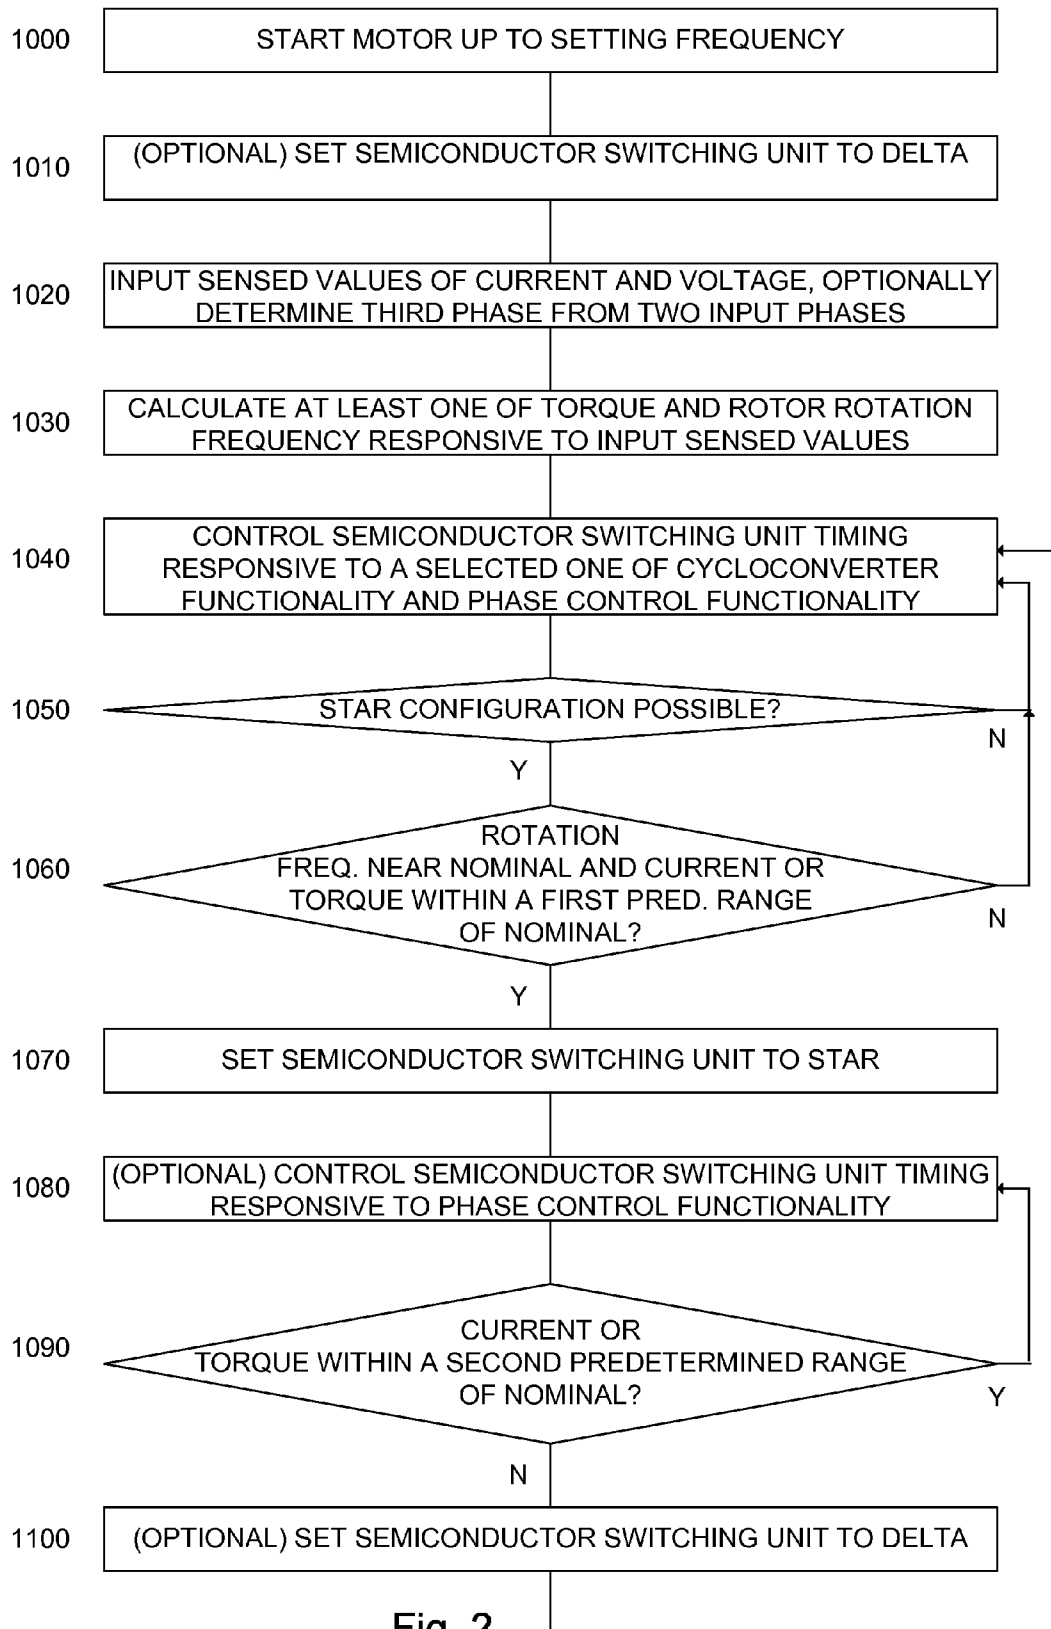 1000
START MOTOR UP TO SETTING FREQUENCY
1010
(OPTIONAL) SET SEMICONDUCTOR SWITCHING UNIT TO DELTA
1020
INPUT SENSED VALUES OF CURRENT AND VOLTAGE, OPTIONALLY
DETERMINE THIRD PHASE FROM TWO INPUT PHASES
1030
CALCULATE AT LEAST ONE OF TORQUE AND ROTOR ROTATION
FREQUENCY RESPONSIVE TO INPUT SENSED VALUES
1040
CONTROL SEMICONDUCTOR SWITCHING UNIT TIMING
RESPONSIVE TO A SELECTED ONE OF CYCLOCONVERTER
FUNCTIONALITY AND PHASE CONTROL FUNCTIONALITY
1050
STAR CONFIGURATION POSSIBLE?
N
Y
1060
ROTATION
FREQ. NEAR NOMINAL AND CURRENT OR
TORQUE WITHIN A FIRST PRED. RANGE
OF NOMINAL?
N
Y
1070
SET SEMICONDUCTOR SWITCHING UNIT TO STAR
1080
(OPTIONAL) CONTROL SEMICONDUCTOR SWITCHING UNIT TIMING
RESPONSIVE TO PHASE CONTROL FUNCTIONALITY
1090
CURRENT OR
TORQUE WITHIN A SECOND PREDETERMINED RANGE
OF NOMINAL?
Y
N
1100
(OPTIONAL) SET SEMICONDUCTOR SWITCHING UNIT TO DELTA
Fig. 2